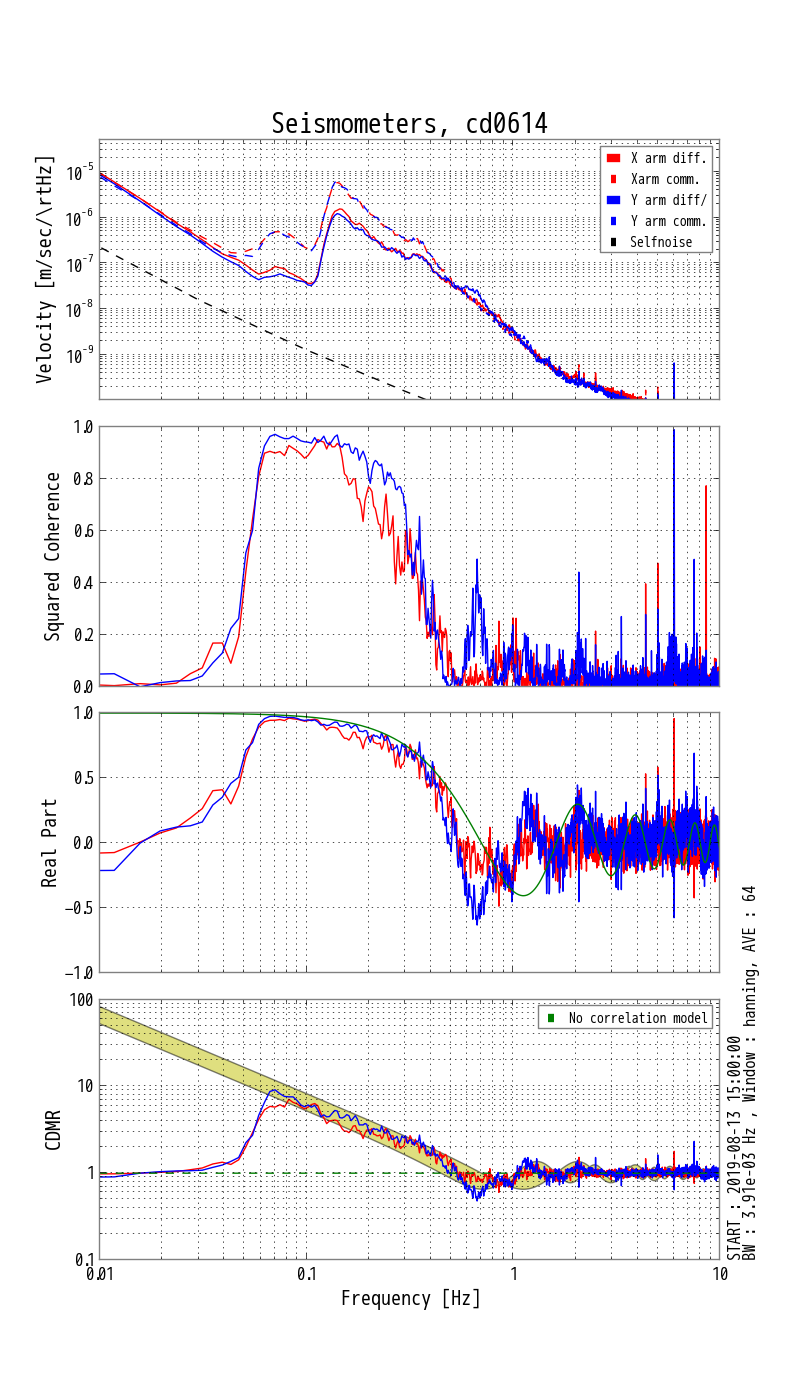 Seismometers, cd0614
Velocity [m/sec/\rtHz]
10^-5
10^-6
10^-7
10^-8
10^-9
X arm diff.
Xarm comm.
Y arm diff/
Y arm comm.
Selfnoise
Squared Coherence
1.0
0.8
0.6
0.4
0.2
0.0
Real Part
1.0
0.5
0.0
−0.5
−1.0
CDMR
100
10
1
0.1
No correlation model
0.01
0.1
1
10
Frequency [Hz]
START : 2019-08-13 15:00:00
BW : 3.91e-03 Hz , Window : hanning, AVE : 64